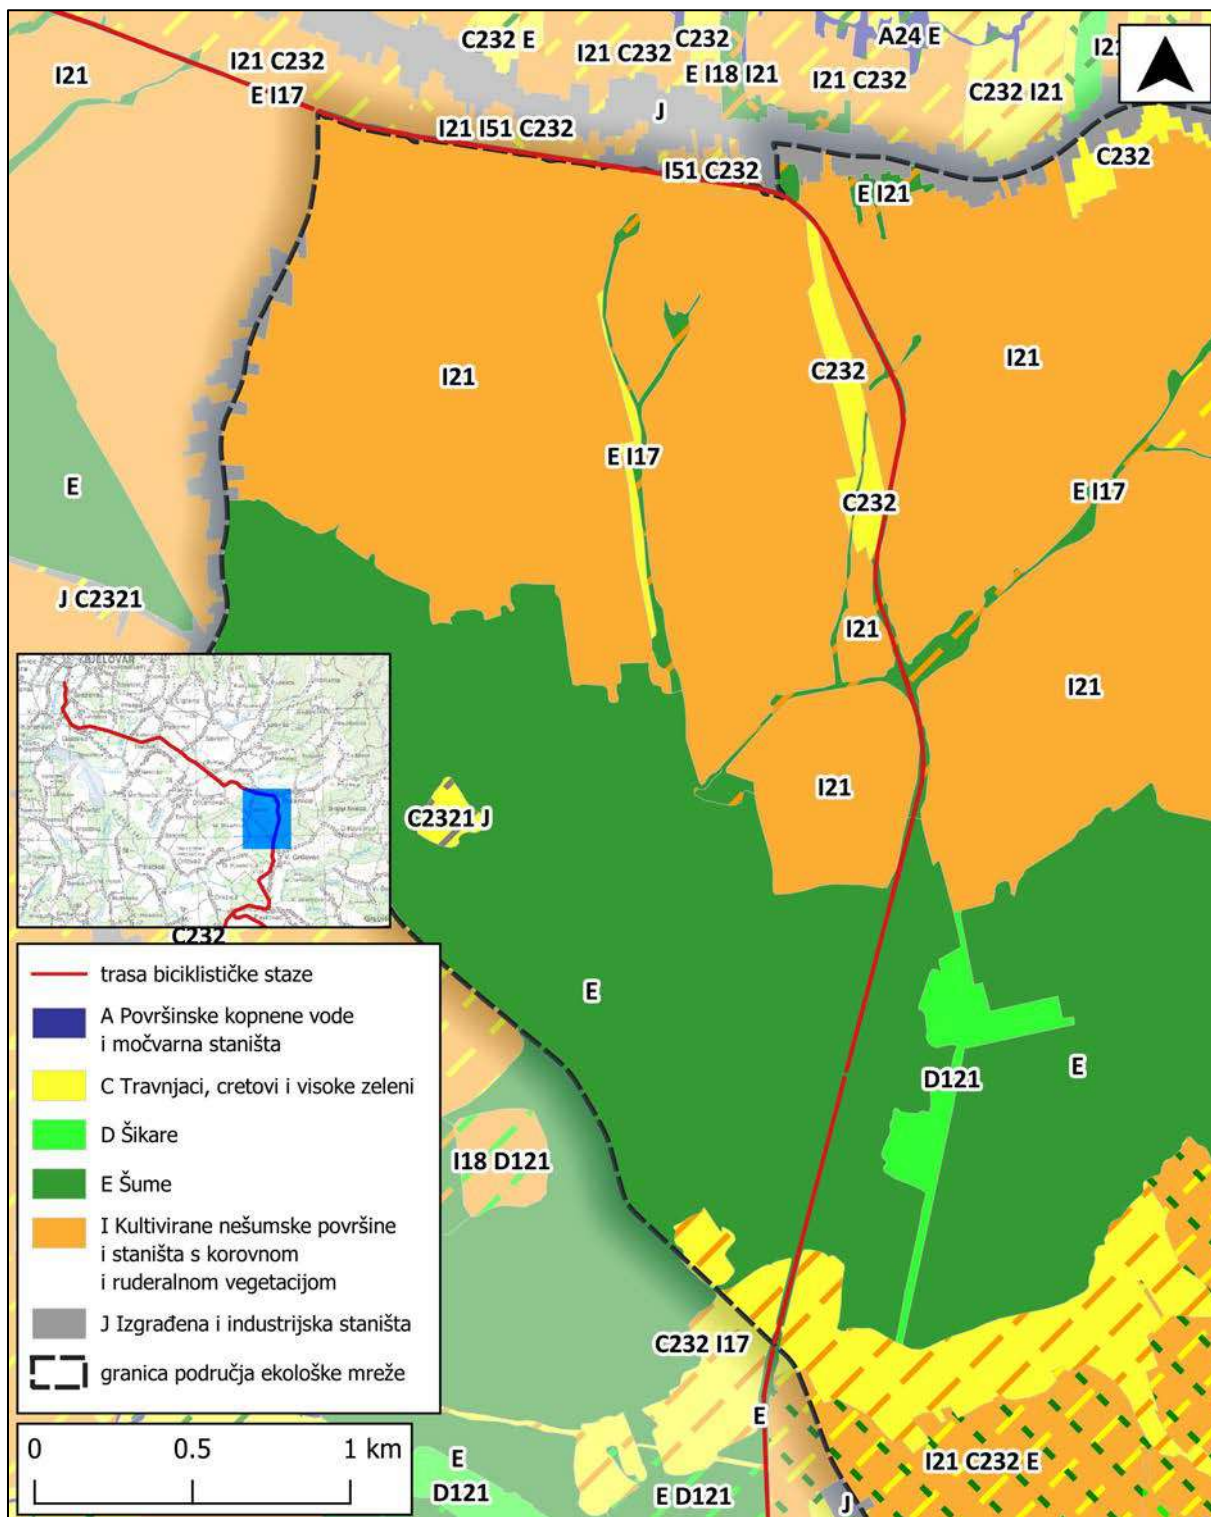 C232 E
C232
A24 E
I21
I21 C232
I21 C232
I21
E I18 I21
I21 C232
C232 I21
E I17
J
I21 I51 C232
C232
I51 C232
E I21
I21
C232
I21
E I17
E
C232
E I17
J C2321
I21
I21
BJELOVAR
I21
C2321 J
C232
E
trasa biciklističke staze
A Površinske kopnene vode
i močvarna staništa
C Travnjaci, cretovi i visoke zeleni
D Šikare
E Šume
I Kultivirane nešumske površine
i staništa s korovnom
i ruderalnom vegetacijom
J Izgrađena i industrijska staništa
granica područja ekološke mreže
D121
E
I18 D121
C232 I17
E
I21 C232 E
0 0.5 1 km
E
D121
E D121
J